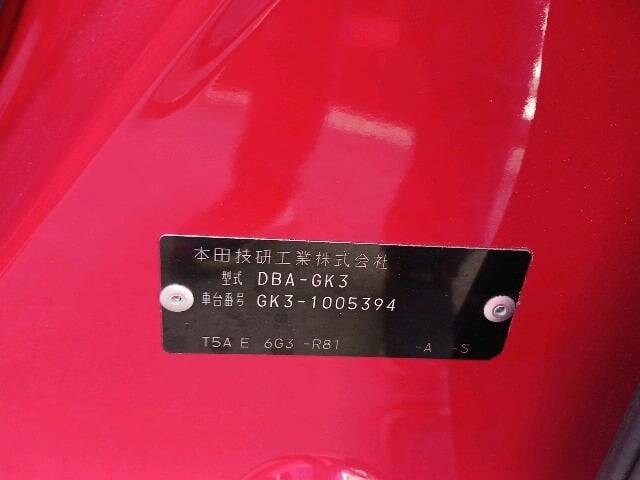 本田技研工業株式会社
型式 DBA-GK3
車台番号 GK3-1005394
T5A E 6G3 -R81 -A -S